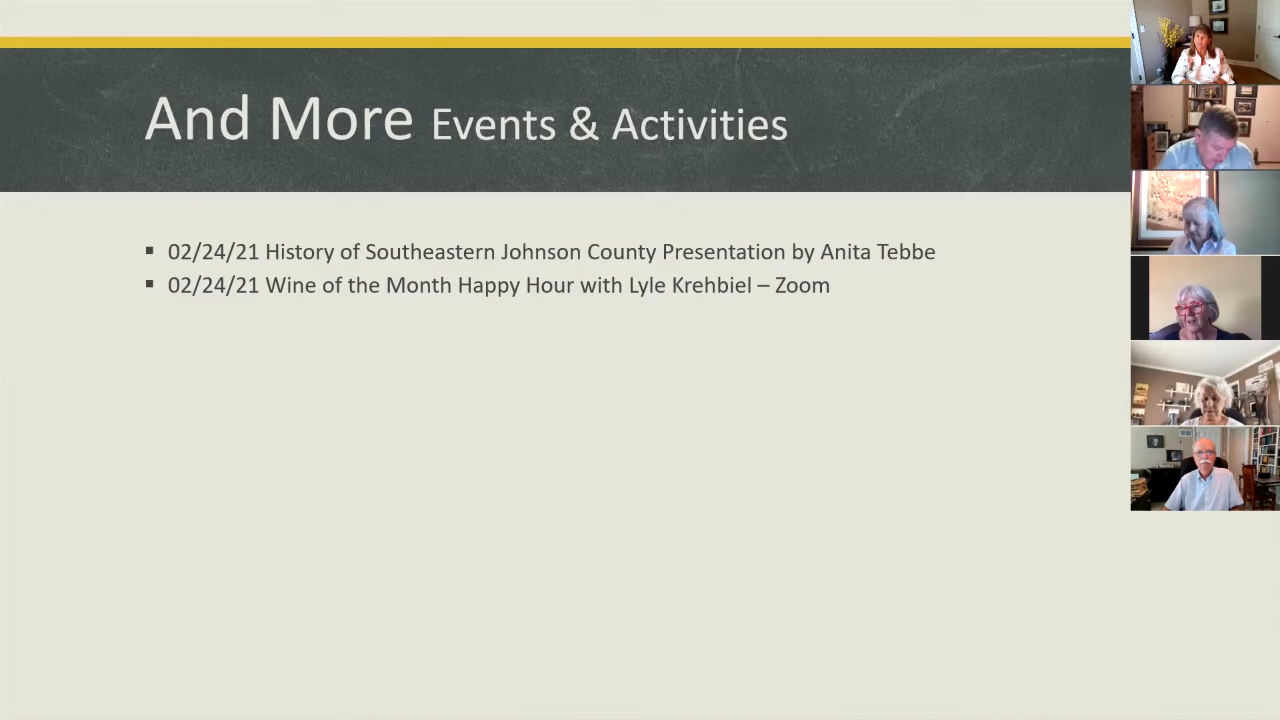 And More Events & Activities
▪ 02/24/21 History of Southeastern Johnson County Presentation by Anita Tebbe
▪ 02/24/21 Wine of the Month Happy Hour with Lyle Krehbiel – Zoom